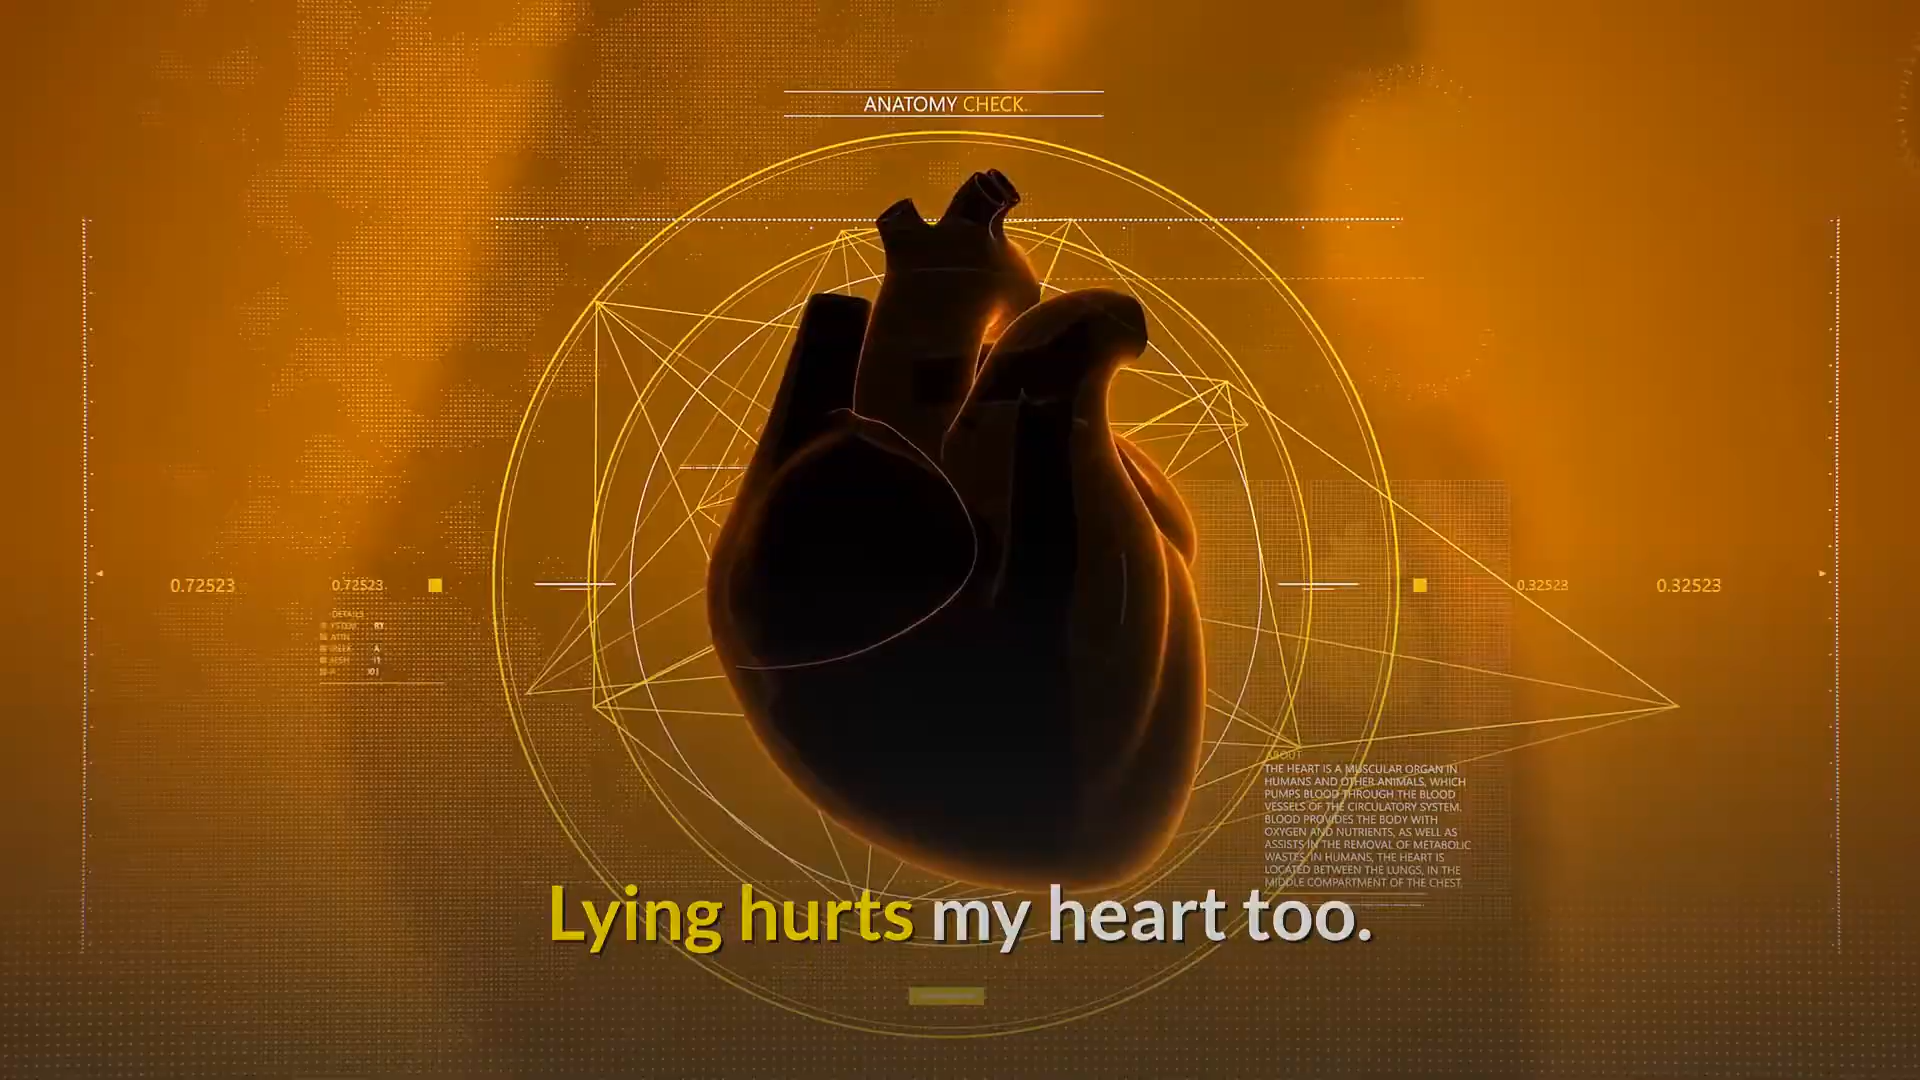 ANATOMY CHECK.
0.72523
0.72523
0.32523
0.32523
DETAILS
ABOUT
THE HEART IS A MUSCULAR ORGAN IN
HUMANS AND OTHER ANIMALS, WHICH
PUMPS BLOOD THROUGH THE BLOOD
VESSELS OF THE CIRCULATORY SYSTEM.
BLOOD PROVIDES THE BODY WITH
OXYGEN AND NUTRIENTS, AS WELL AS
ASSISTS IN THE REMOVAL OF METABOLIC
WASTES. IN HUMANS, THE HEART IS
LOCATED BETWEEN THE LUNGS, IN THE
MIDDLE COMPARTMENT OF THE CHEST.
Lying hurts my heart too.